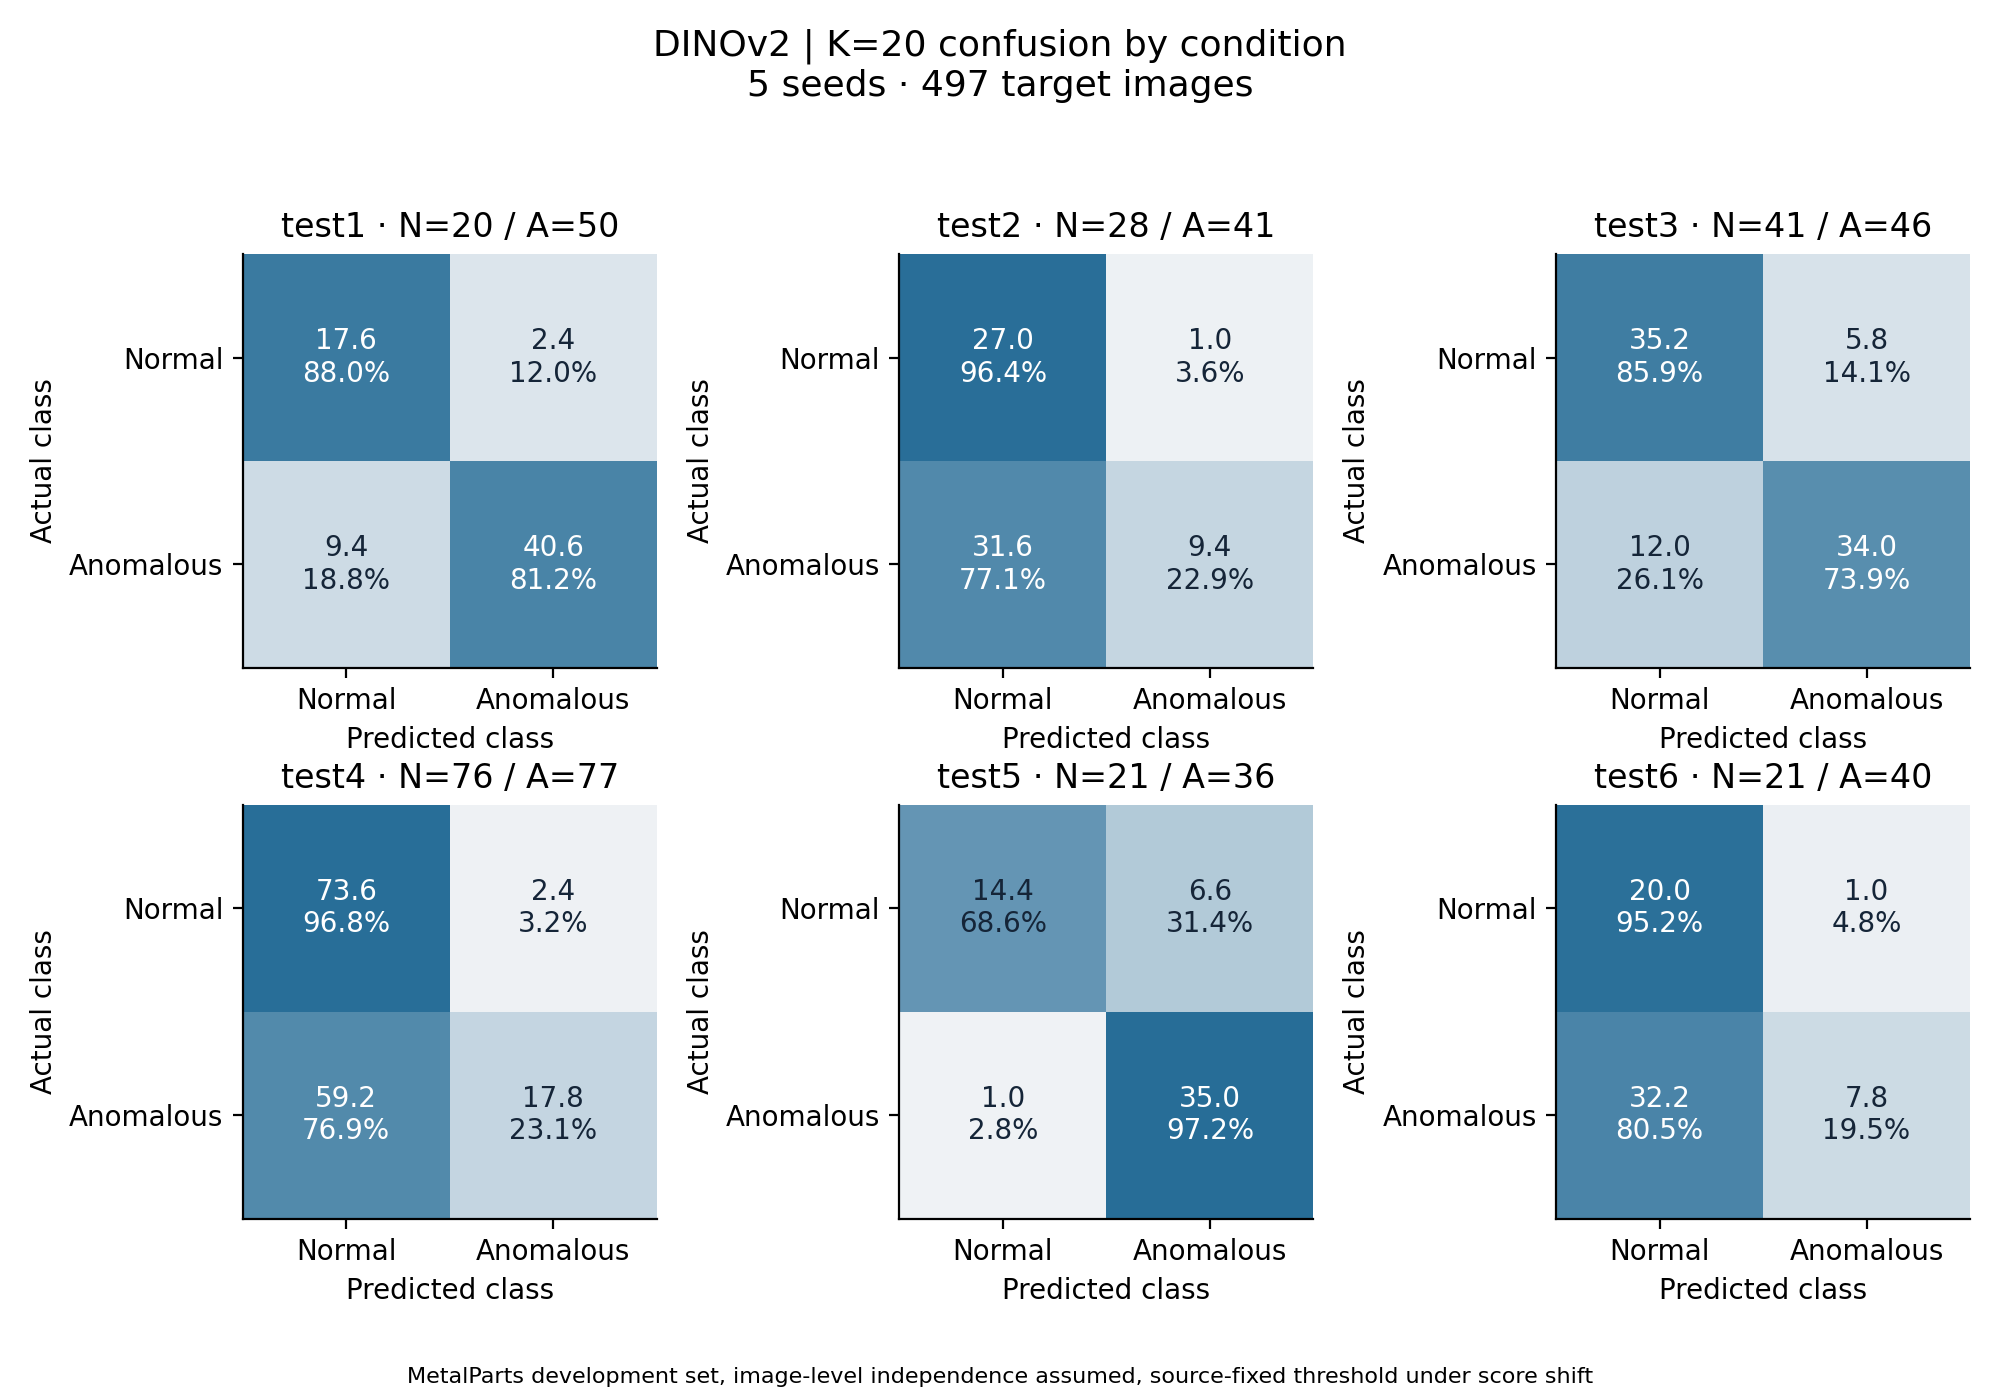 DINOv2 | K=20 confusion by condition
5 seeds · 497 target images
test1 · N=20 / A=50
Actual class
Normal
17.6
88.0%
2.4
12.0%
Anomalous
9.4
18.8%
40.6
81.2%
Normal
Anomalous
Predicted class
test2 · N=28 / A=41
Actual class
Normal
27.0
96.4%
1.0
3.6%
Anomalous
31.6
77.1%
9.4
22.9%
Normal
Anomalous
Predicted class
test3 · N=41 / A=46
Actual class
Normal
35.2
85.9%
5.8
14.1%
Anomalous
12.0
26.1%
34.0
73.9%
Normal
Anomalous
Predicted class
test4 · N=76 / A=77
Actual class
Normal
73.6
96.8%
2.4
3.2%
Anomalous
59.2
76.9%
17.8
23.1%
Normal
Anomalous
Predicted class
test5 · N=21 / A=36
Actual class
Normal
14.4
68.6%
6.6
31.4%
Anomalous
1.0
2.8%
35.0
97.2%
Normal
Anomalous
Predicted class
test6 · N=21 / A=40
Actual class
Normal
20.0
95.2%
1.0
4.8%
Anomalous
32.2
80.5%
7.8
19.5%
Normal
Anomalous
Predicted class
MetalParts development set, image-level independence assumed, source-fixed threshold under score shift